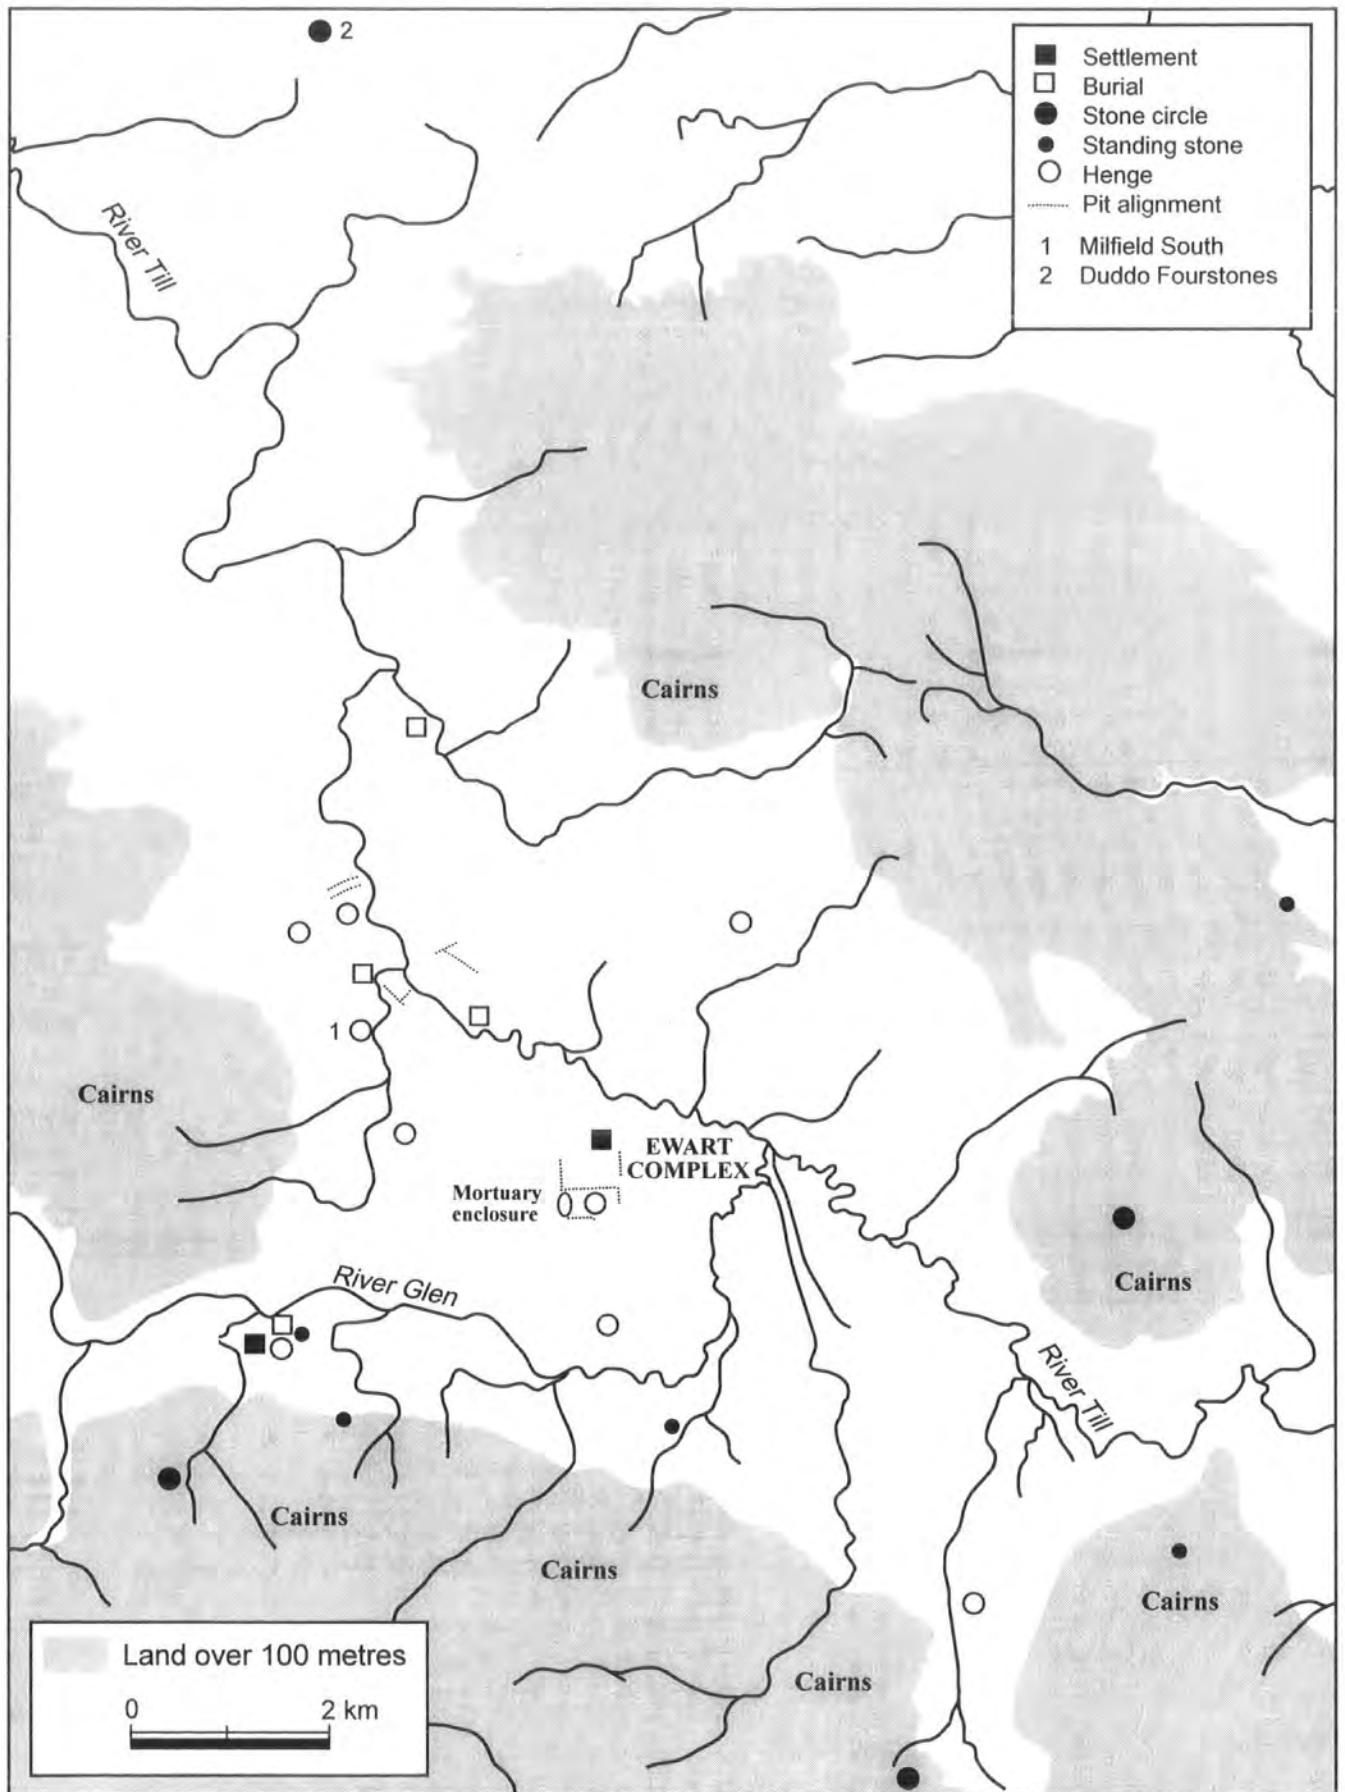 2
Settlement
Burial
Stone circle
Standing stone
Henge
Pit alignment
1 Milfield South
2 Duddo Fourstones
River Till
Cairns
1
Cairns
EWART
COMPLEX
Mortuary
enclosure
Cairns
River Glen
River Till
Cairns
Cairns
Cairns
Cairns
Land over 100 metres
0 2 km